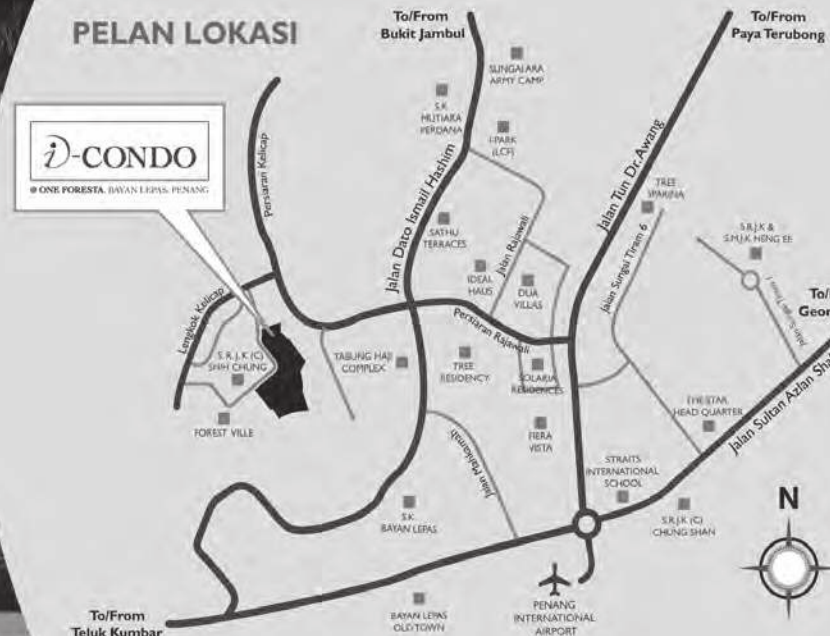 PELAN LOKASI
To/From
Bukit Jambul
To/From
Paya Terubong
SUNGAI ARA
ARMY CAMP
S.K.
MUTIARA
PERDANA
I-PARK
(LCF)
i-CONDO
@ ONE FORESTA, BAYAN LEPAS, PENANG
Persiaran Kelicap
Jalan Dato Ismail Hashim
Jalan Tun Dr. Awang
TREE
SPARINA
Jalan Sungai Tiram 6
S.R.J.K &
S.M.J.K HENG EE
SATHU
TERRACES
Jalan Rajawali
IDEAL
HAUS
DUA
VILLAS
Lengkok Kelicap
Persiaran Rajawali
S.R.J.K (C)
SHIH CHUNG
TABUNG HAJI
COMPLEX
TREE
RESIDENCY
SOLARIA
RESIDENCES
FOREST VILLE
FIERA
VISTA
HEAD QUARTER
Jalan Sultan Azlan Sha
Jalan Mahkamah
STRAITS
INTERNATIONAL
SCHOOL
S.K.
BAYAN LEPAS
S.R.J.K (C)
CHUNG SHAN
N
PENANG
INTERNATIONAL
AIRPORT
BAYAN LEPAS
OLD TOWN
To/From
Teluk Kumbar